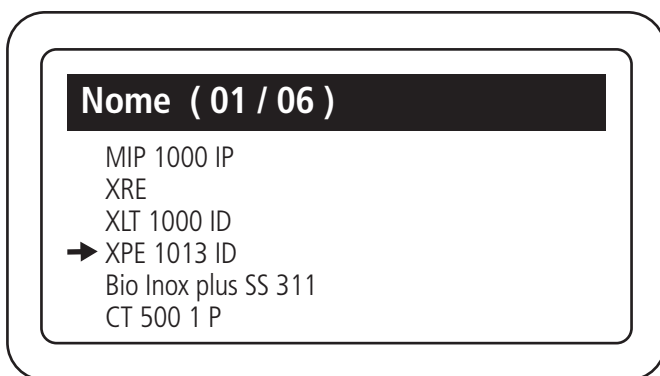 Nome ( 01 / 06 )
MIP 1000 IP
XRE
XLT 1000 ID
XPE 1013 ID
Bio Inox plus SS 311
CT 500 1 P